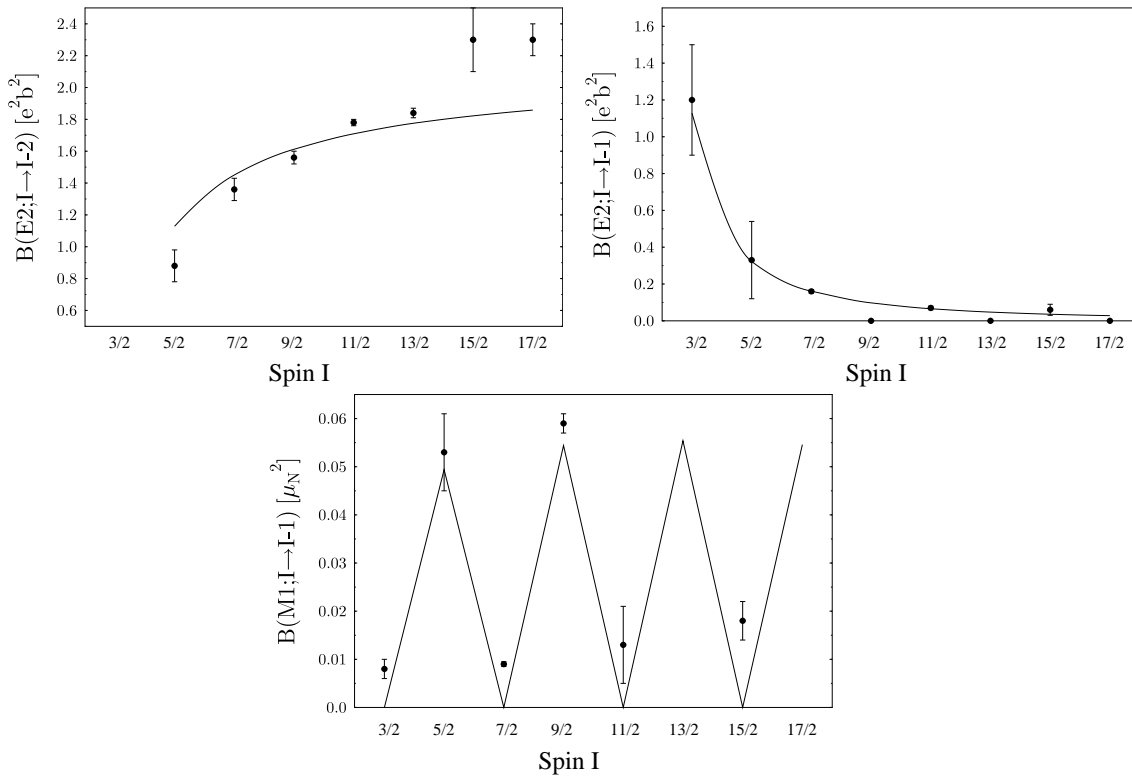 2.4
2.2
2.0
1.8
1.6
1.4
1.2
1.0
0.8
0.6
B(E2;I→I-2) [e²b²]
3/2 5/2 7/2 9/2 11/2 13/2 15/2 17/2
Spin I
1.6
1.4
1.2
1.0
0.8
0.6
0.4
0.2
0.0
B(E2;I→I-1) [e²b²]
3/2 5/2 7/2 9/2 11/2 13/2 15/2 17/2
Spin I
0.06
0.05
0.04
0.03
0.02
0.01
0.0
B(M1;I→I-1) [μ_N²]
3/2 5/2 7/2 9/2 11/2 13/2 15/2 17/2
Spin I